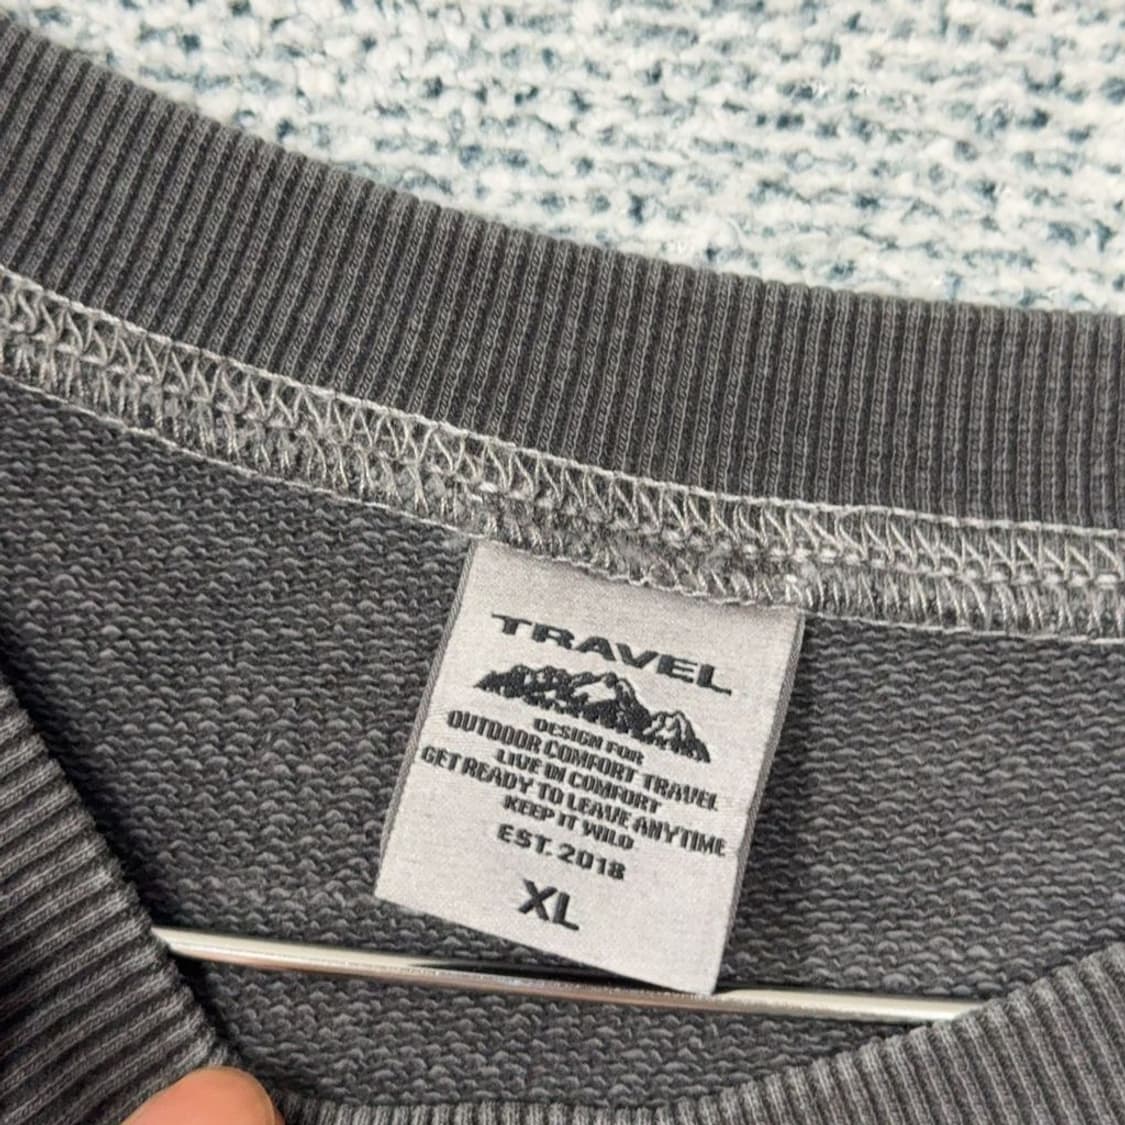 TRAVEL
DESIGN FOR
OUTDOOR COMFORT TRAVEL
LIVE IN COMFORT
GET READY TO LEAVE ANYTIME
KEEP IT WILD
EST. 2018
XL